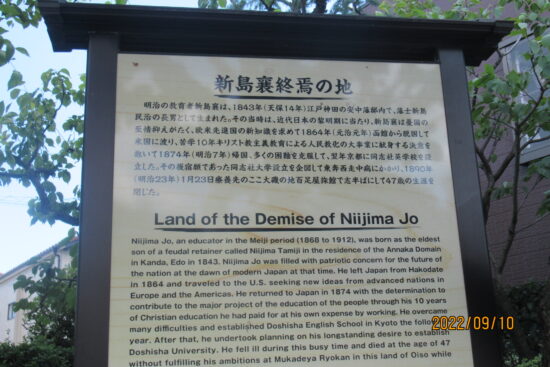 新島襄終焉の地
明治の教育者新島襄は、1843年(天保14年)江戸神田の安中藩邸内で、藩士新島
民治の長男として生まれた。その当時は、近代日本の黎明期に当たり、新島襄は憂国の
至情抑えがたく、欧米先進国の新知識を求めて1864年(元治元年)函館から脱国して
米国に渡り、苦学10年キリスト教主義教育による人民教化の大事業に献身する決意を
抱いて1874年(明治7年)帰国、多くの困難を克服して、翌年京都に同志社英学校を設
立した。その後宿願であった同志社大学設立を企図して東奔西走中病にかかり、1890年
(明治23年)1月23日療養先のここ大磯の地百足屋旅館で志半ばにして47歳の生涯を
閉じた。
Land of the Demise of Niijima Jo
Niijima Jo, an educator in the Meiji period (1868 to 1912), was born as the eldest
son of a feudal retainer called Niijima Tamiji in the residence of the Annaka Domain
in Kanda, Edo in 1843. Niijima Jo was filled with patriotic concern for the future of
the nation at the dawn of modern Japan at that time. He left Japan from Hakodate
in 1864 and traveled to the U.S. seeking new ideas from advanced nations in
Europe and the Americas. He returned to Japan in 1874 with the determination to
contribute to the major project of the education of the people through his 10 years
of Christian education he had paid for at his own expense by working. He overcame
many difficulties and established Doshisha English School in Kyoto the following
year. After that, he undertook planning on his longstanding desire to establish
Doshisha University. He fell ill during this busy time and died at the age of 47
without fulfilling his ambitions at Mukadeya Ryokan in this land of Oiso while
2022/09/10